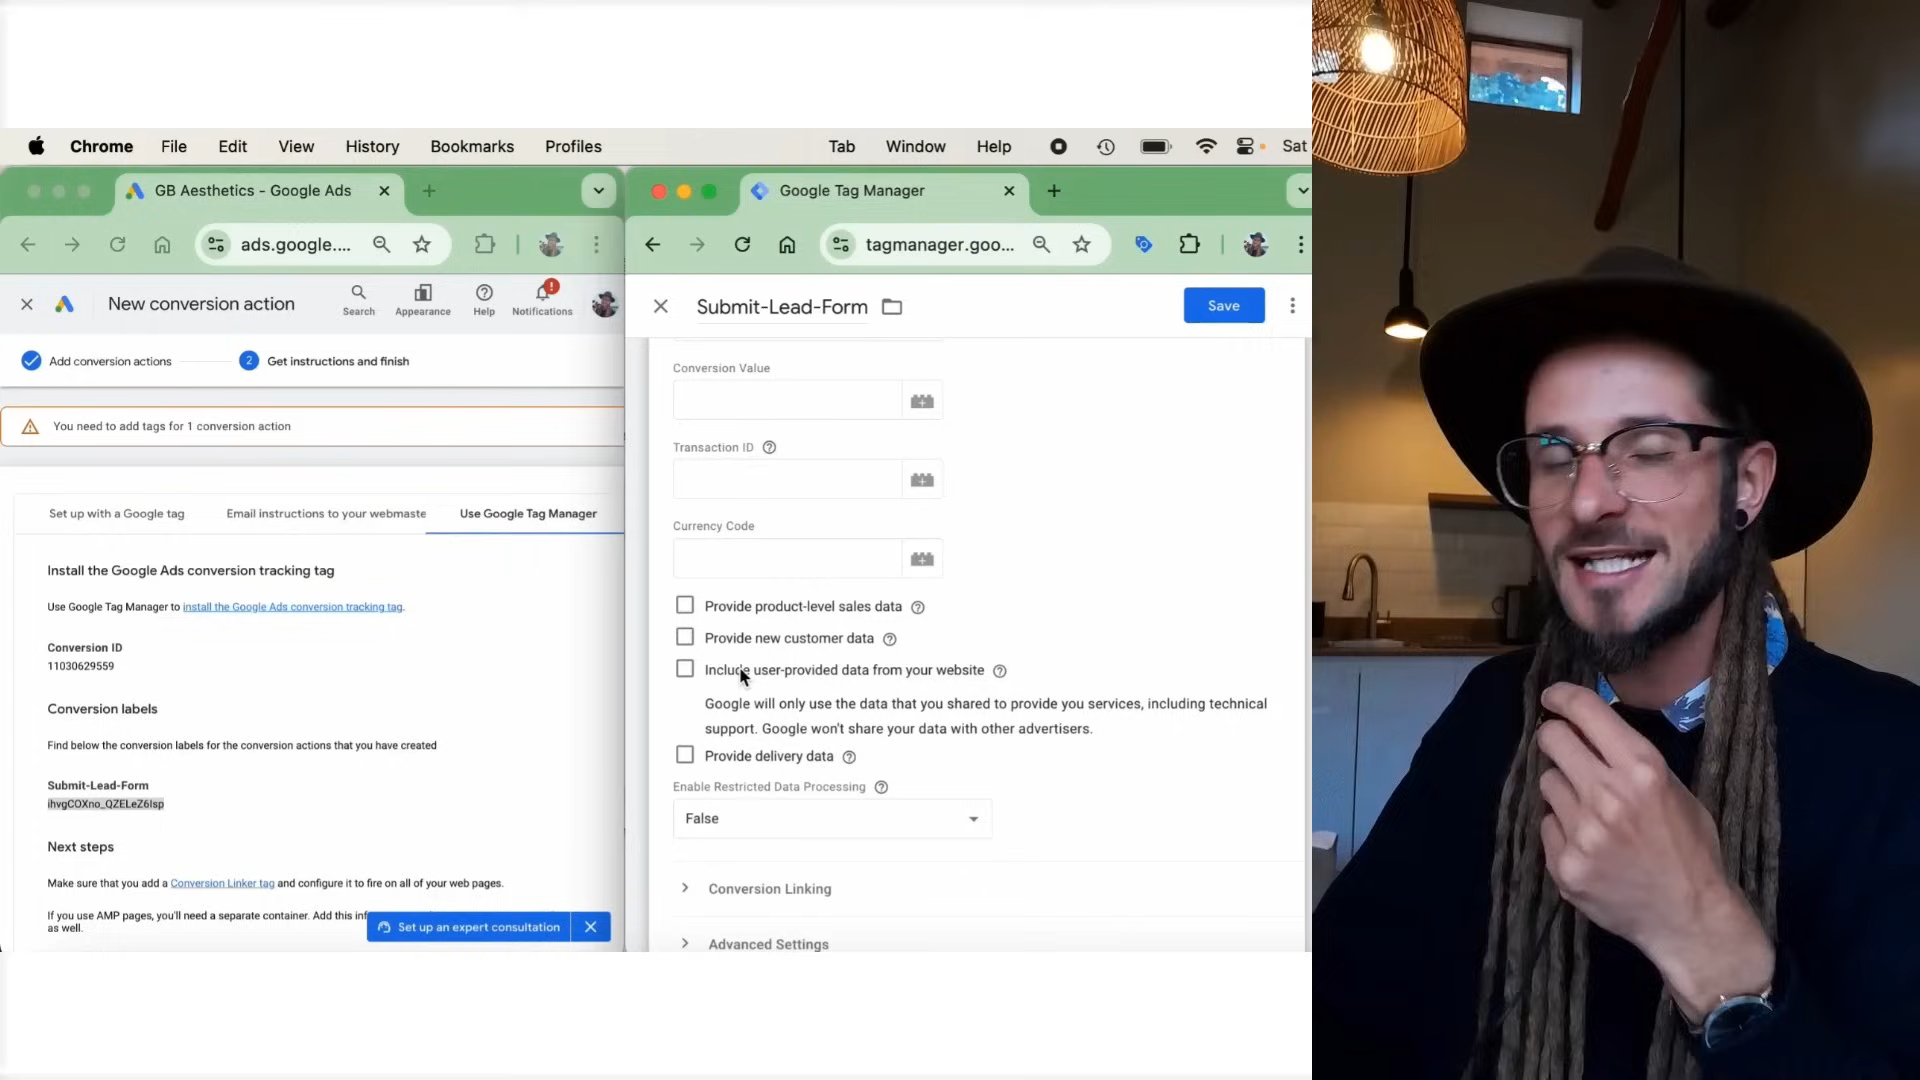 Chrome File Edit View History Bookmarks Profiles Tab Window Help Sat
GB Aesthetics - Google Ads
ads.google....
New conversion action
Search Appearance Help Notifications
Add conversion actions 2 Get instructions and finish
You need to add tags for 1 conversion action
Set up with a Google tag Email instructions to your webmaste Use Google Tag Manager
Install the Google Ads conversion tracking tag
Use Google Tag Manager to install the Google Ads conversion tracking tag.
Conversion ID
11030629559
Conversion labels
Find below the conversion labels for the conversion actions that you have created
Submit-Lead-Form
Next steps
Make sure that you add a Conversion Linker tag and configure it to fire on all of your web pages.
If you use AMP pages, you'll need a separate container. Add this
as well.
Set up an expert consultation
Google Tag Manager
tagmanager.goo...
Submit-Lead-Form
Save
Conversion Value
Transaction ID
Currency Code
Provide product-level sales data
Provide new customer data
Include user-provided data from your website
Google will only use the data that you shared to provide you services, including technical
support. Google won't share your data with other advertisers.
Provide delivery data
Enable Restricted Data Processing
False
Conversion Linking
Advanced Settings